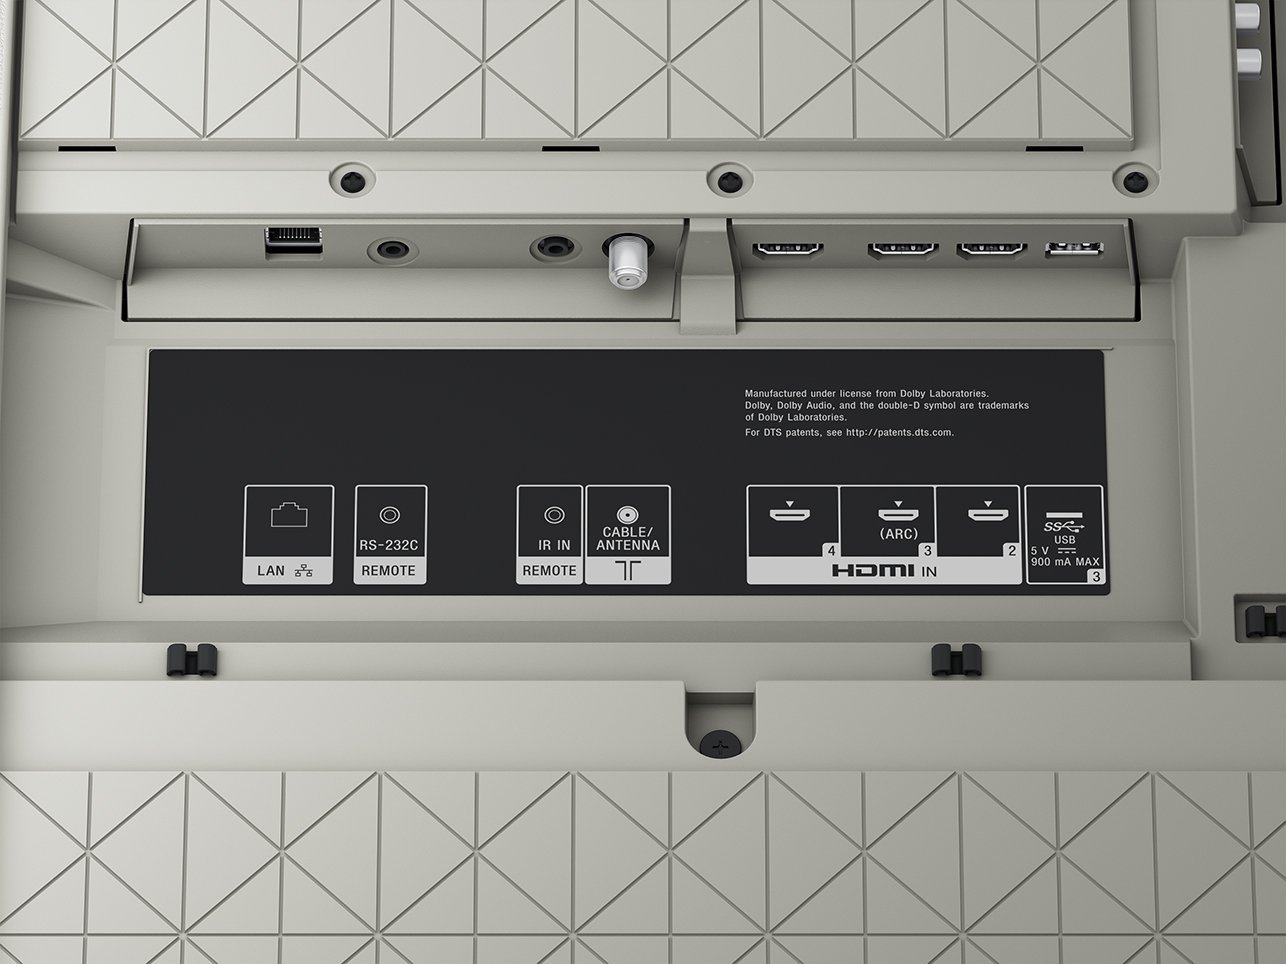 Manufactured under license from Dolby Laboratories.
Dolby, Dolby Audio, and the double-D symbol are trademarks
of Dolby Laboratories.
For DTS patents, see http://patents.dts.com.
LAN
RS-232C
REMOTE
IR IN
REMOTE
CABLE/
ANTENNA
4
(ARC)
3
2
HDMI IN
SS
USB
5 V
900 mA MAX
3